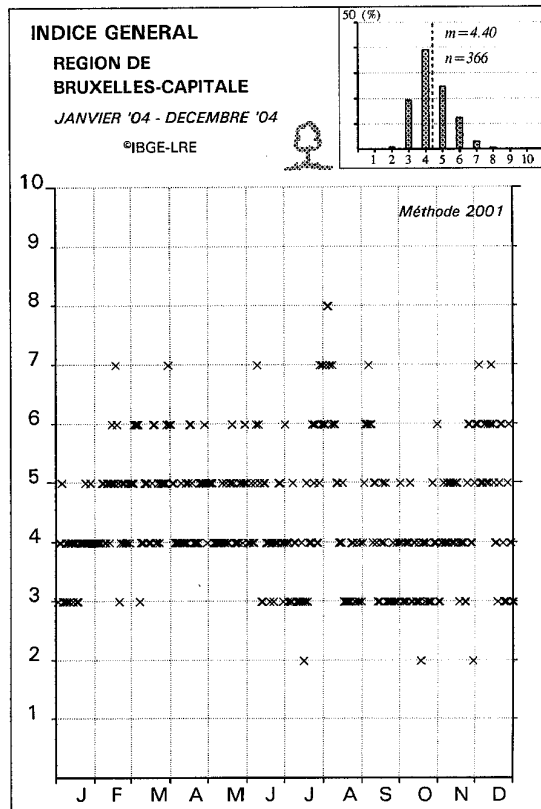 INDICE GENERAL
REGION DE
BRUXELLES-CAPITALE
JANVIER '04 - DECEMBRE '04
©IBGE-LRE
50 (%)
m=4.40
n=366
1 2 3 4 5 6 7 8 9 10
Méthode 2001
10
9
8
7
6
5
4
3
2
1
J F M A M J J A S O N D